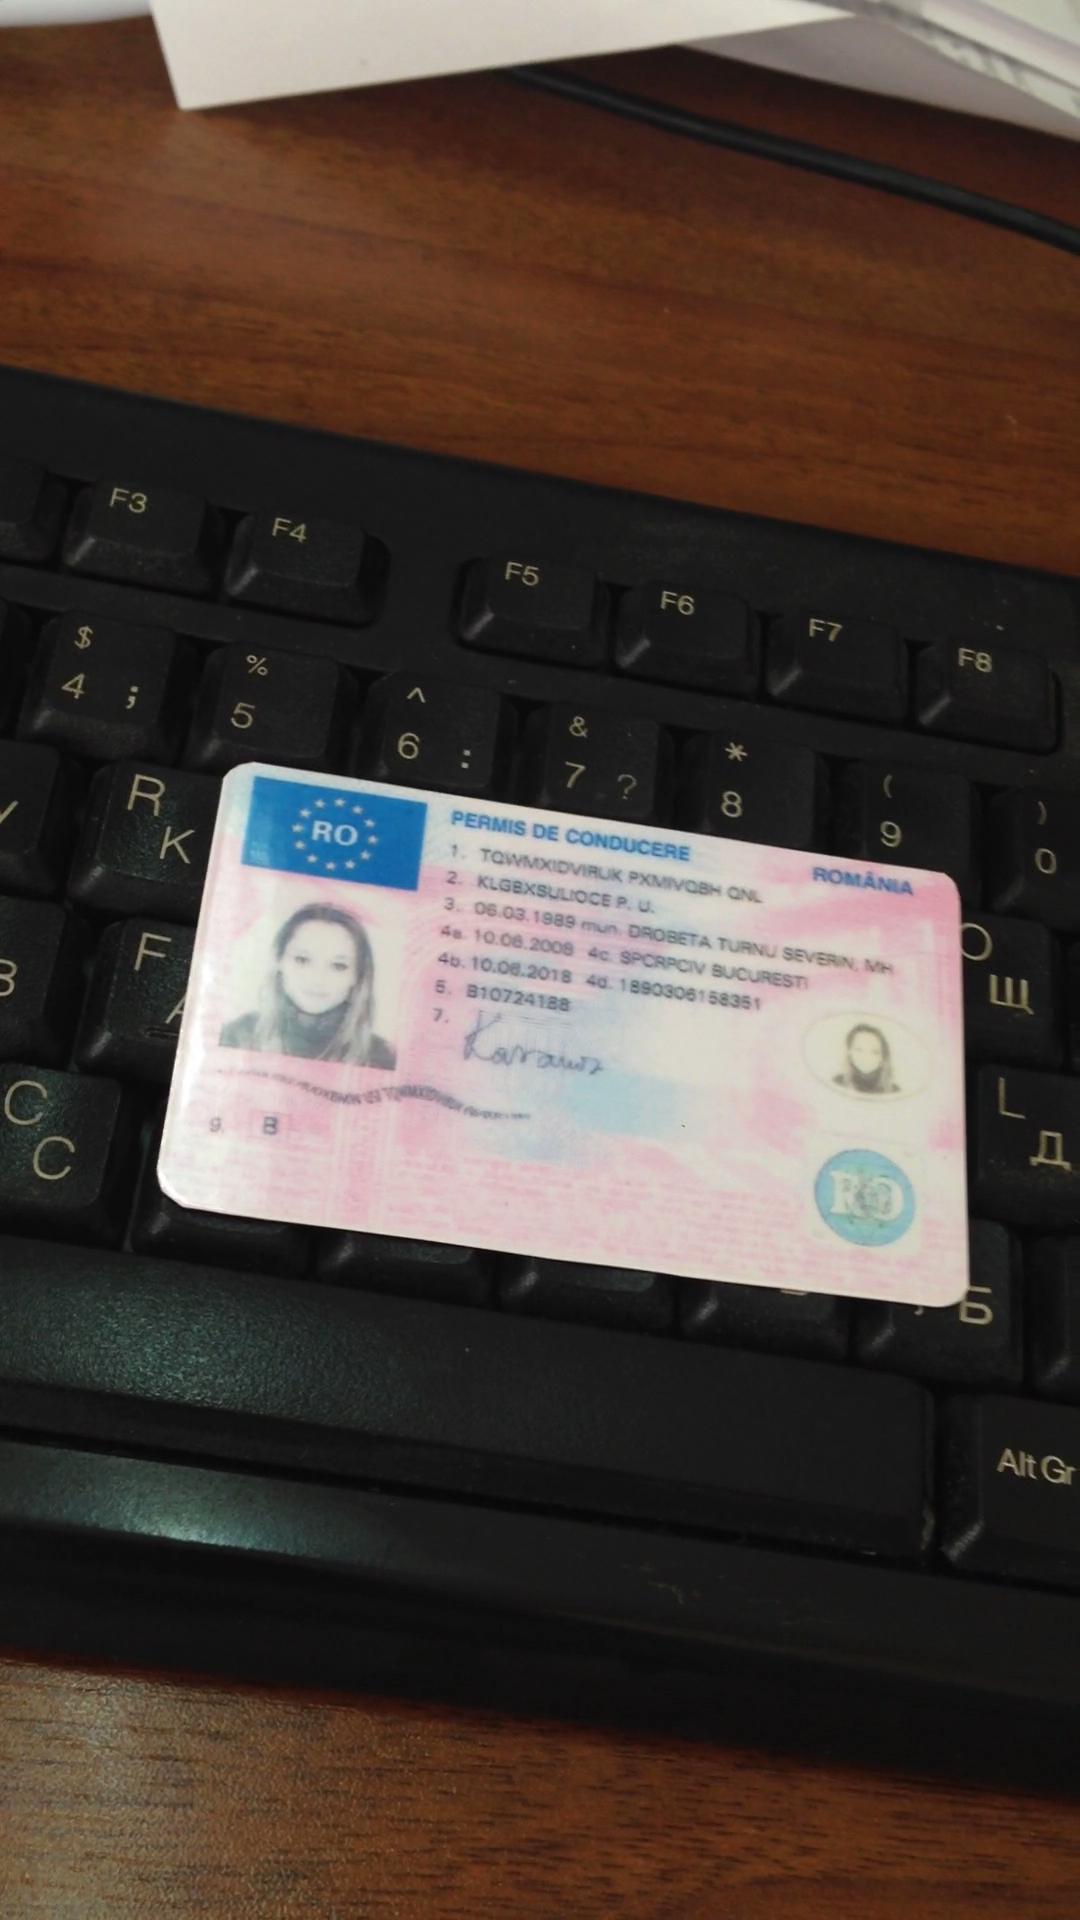 F3 F4 F5 F6 F7 F8
$ % ^ & * ( )
4 ; 5 6 : 7 ? 8 9 0
R
K
RO
PERMIS DE CONDUCERE
ROMÂNIA
1. TQWMXIDVIRUK PXMIVQBH QNL
2. KLGBXSULIOCE P. U.
3. 06.03.1989 mun. DROBETA TURNU SEVERIN, MH
4a. 10.06.2008 4c. SPCRPCIV BUCURESTI
4b. 10.06.2018 4d. 1890306158351
5. B10724188
7.
9. B
RO
F
O
Щ
L
Д
C
C
Б
Alt Gr